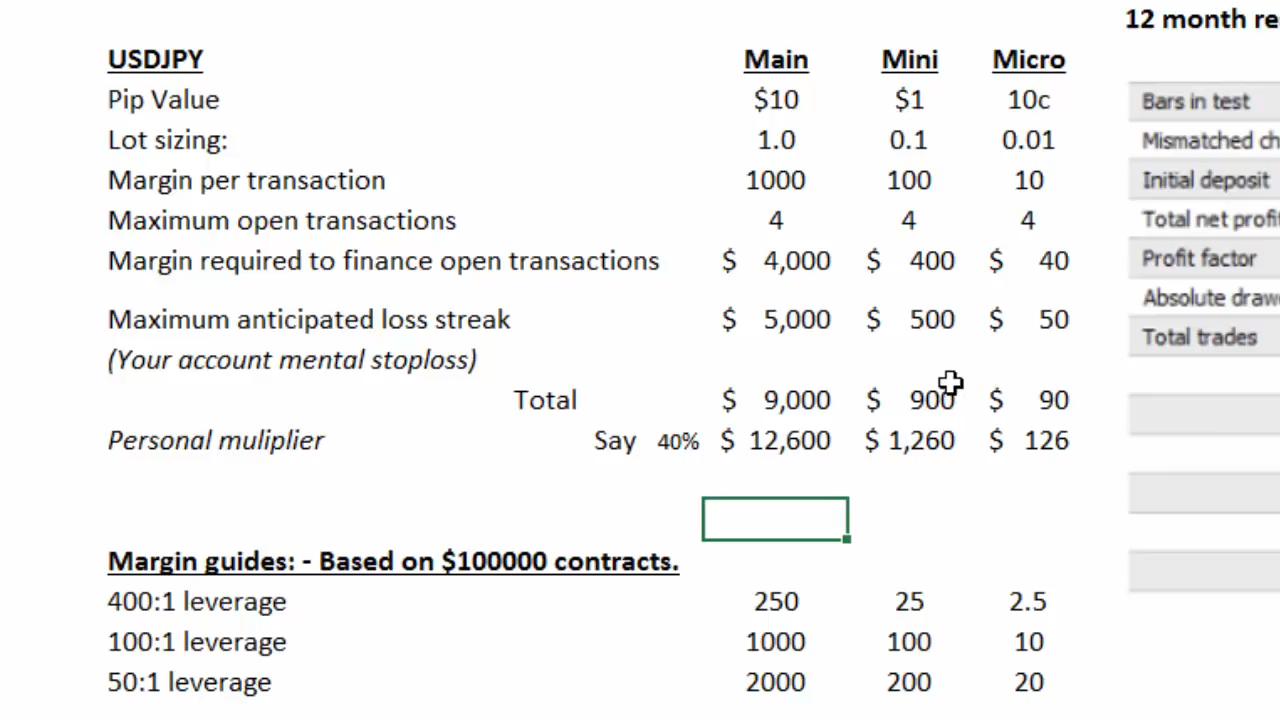 12 month re
USDJPY Main Mini Micro
Pip Value $10 $1 10c
Lot sizing: 1.0 0.1 0.01
Margin per transaction 1000 100 10
Maximum open transactions 4 4 4
Margin required to finance open transactions $ 4,000 $ 400 $ 40
Maximum anticipated loss streak $ 5,000 $ 500 $ 50
(Your account mental stoploss)
Total $ 9,000 $ 900 $ 90
Personal muliplier Say 40% $ 12,600 $ 1,260 $ 126
Margin guides: - Based on $100000 contracts.
400:1 leverage 250 25 2.5
100:1 leverage 1000 100 10
50:1 leverage 2000 200 20
Bars in test
Mismatched ch
Initial deposit
Total net profi
Profit factor
Absolute draw
Total trades